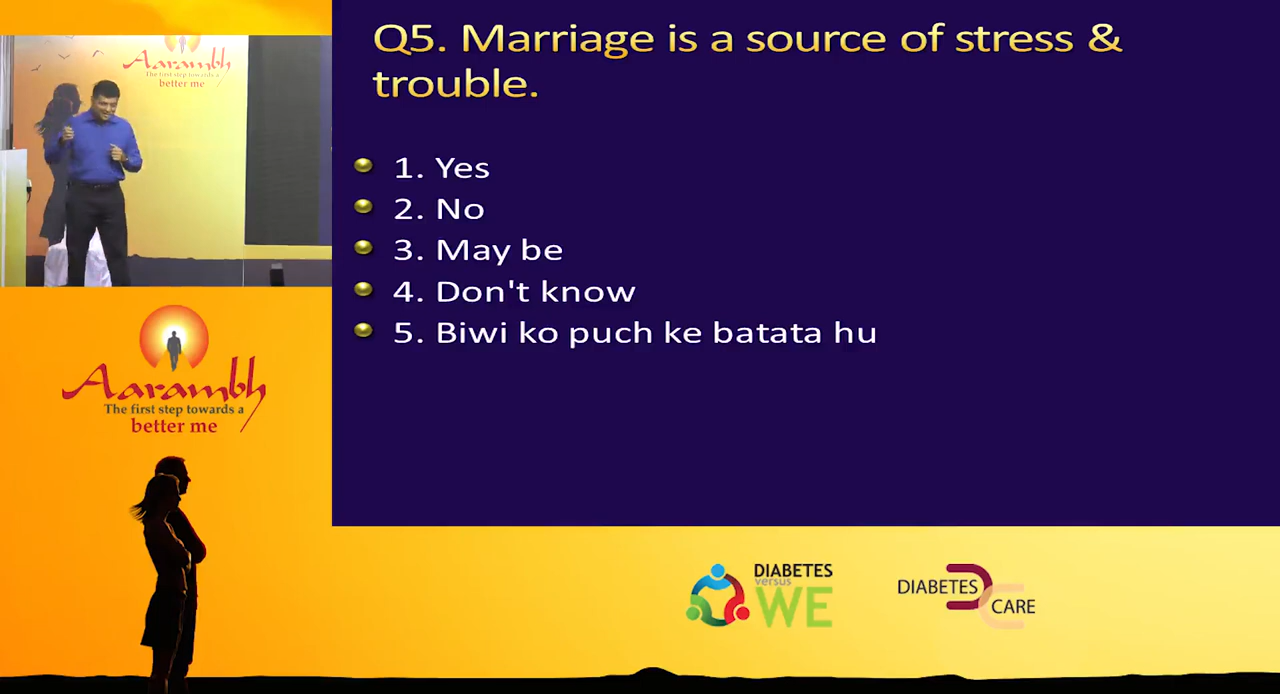 Aarambh
The first step towards a
better me
Q5. Marriage is a source of stress &
trouble.
1. Yes
2. No
3. May be
4. Don't know
5. Biwi ko puch ke batata hu
Aarambh
The first step towards a
better me
DIABETES
versus
WE
DIABETES
CARE